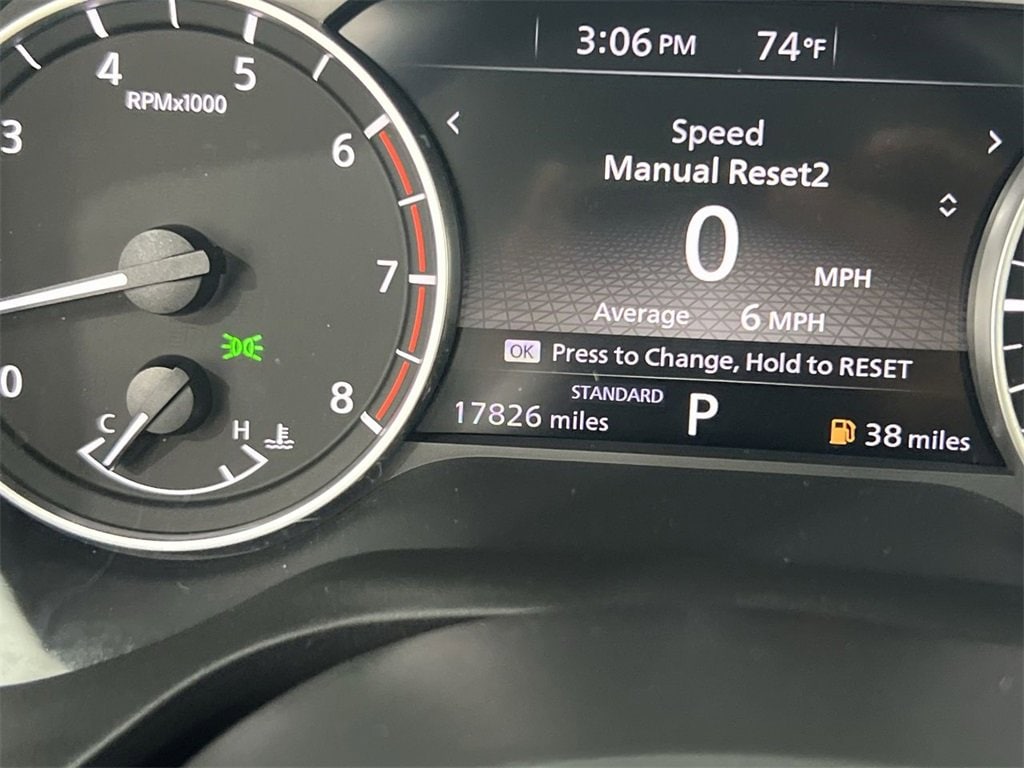 3:06 PM 74°F
4
5
RPMx1000
3
6
7
8
0
C
H
< Speed >
Manual Reset2
0 MPH
Average 6 MPH
OK Press to Change, Hold to RESET
STANDARD
17826 miles P 38 miles